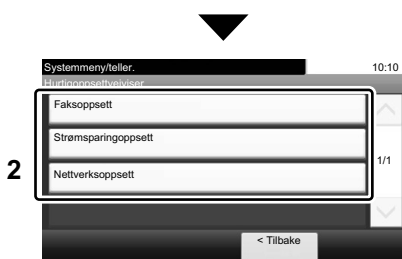 Systemmeny/teller. 10:10
Hurtigoppsettveiviser
Faksoppsett
Strømsparingoppsett
1/1
2
Nettverksoppsett
< Tilbake